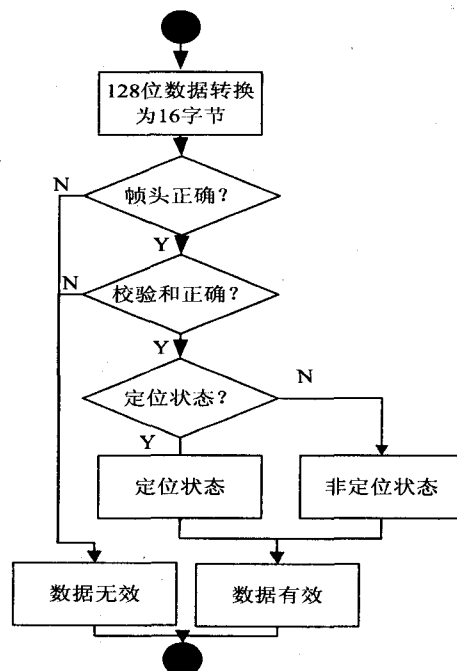 128位数据转换
为16字节
N
帧头正确？
Y
N
校验和正确？
Y
定位状态？
N
Y
定位状态
非定位状态
数据无效
数据有效